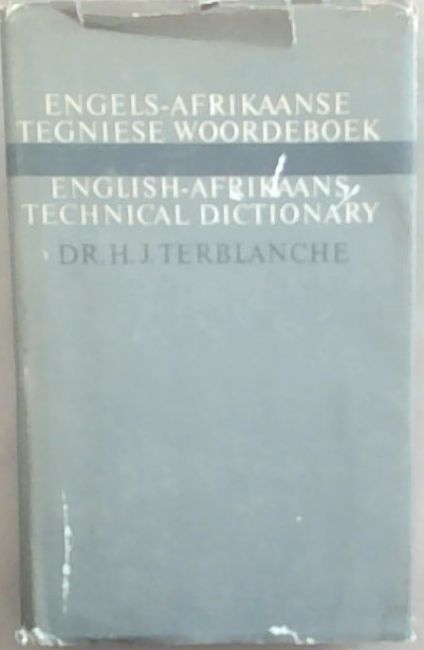 ENGELS-AFRIKAANSE
TEGNIESE WOORDEBOEK
ENGLISH-AFRIKAANS
TECHNICAL DICTIONARY
DR. H. J. TERBLANCHE